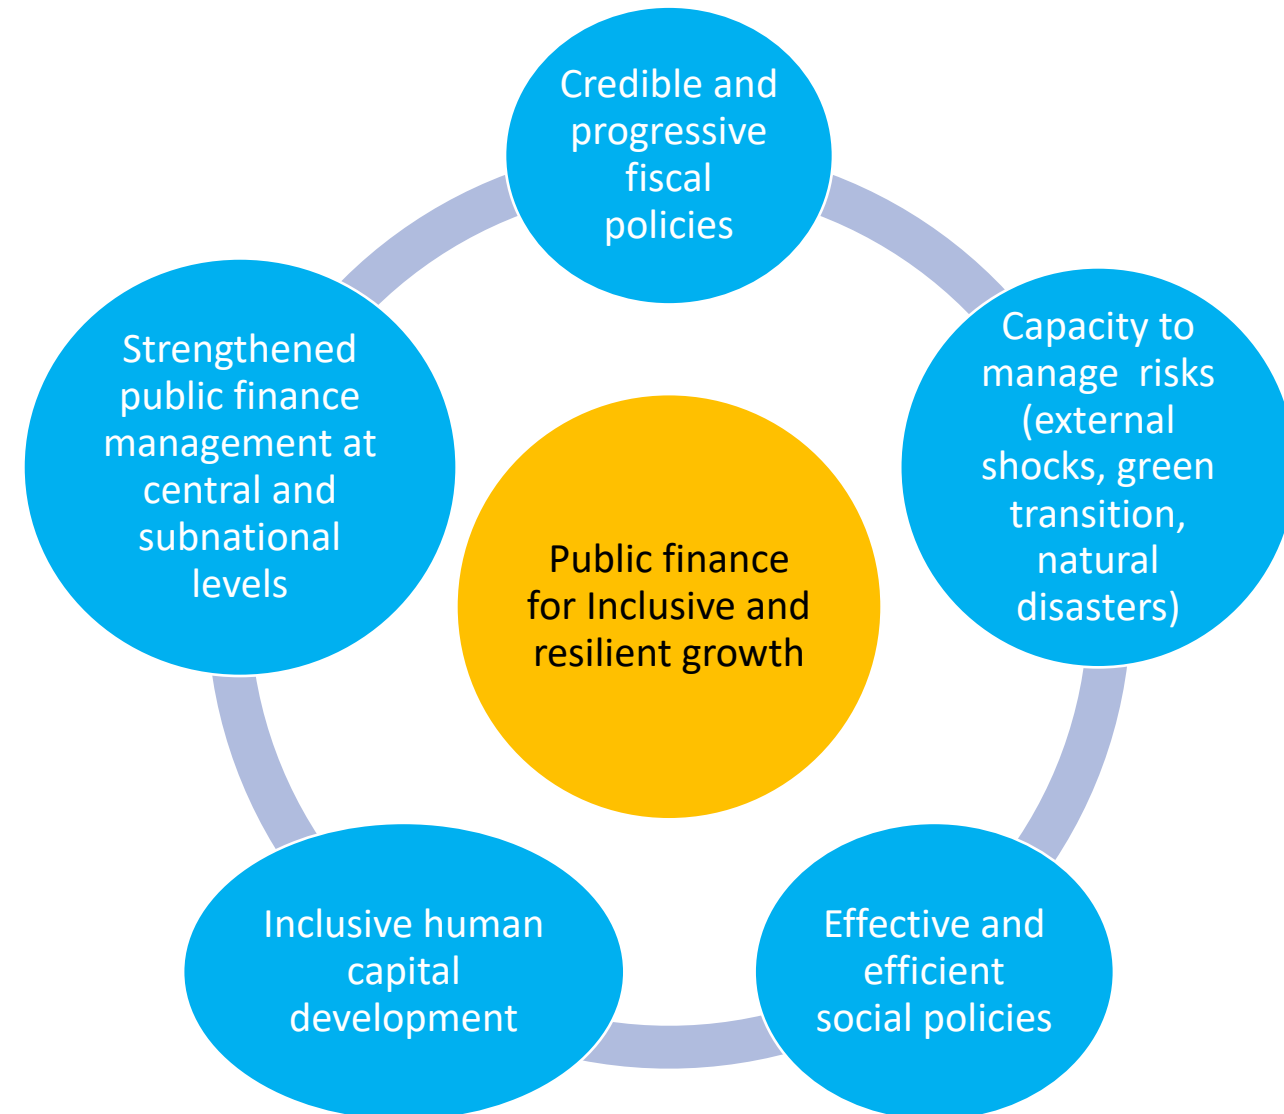 Credible and
progressive
fiscal
policies
Capacity to
manage  risks
(external
shocks, green
transition,
natural
disasters)
Effective and
efficient
social policies
Inclusive human
capital
development
Strengthened
public finance
management at
central and
subnational
levels
Public finance
for Inclusive and
resilient growth